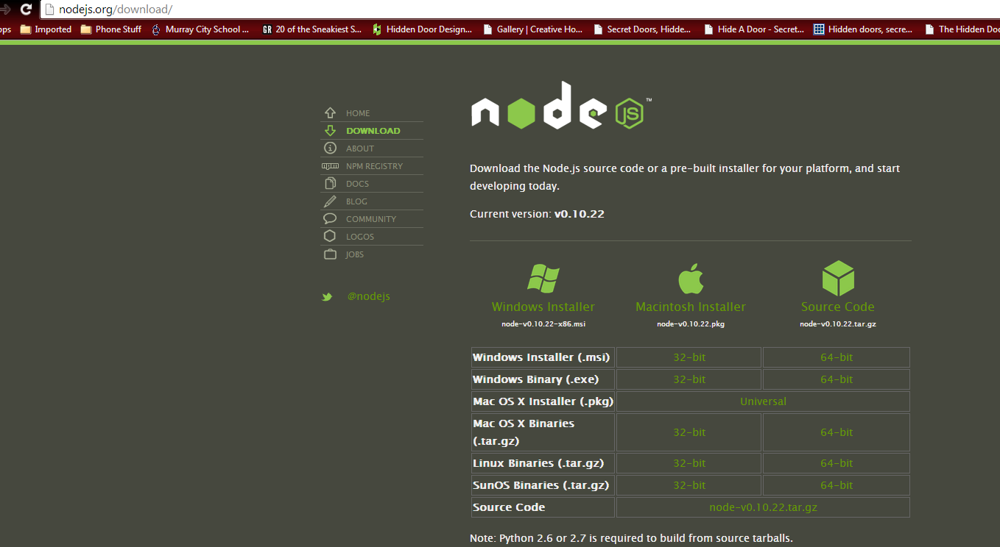 nodejs.org/download/
ops Imported Phone Stuff Murray City School ... GR 20 of the Sneakiest S... Hidden Door Design... Gallery | Creative Ho... Secret Doors, Hidde... Hide A Door - Secret... Hidden doors, secre... The Hidden Doo
node JS ™
HOME
DOWNLOAD
ABOUT
npm NPM REGISTRY
DOCS
BLOG
COMMUNITY
LOGOS
JOBS
@nodejs
Download the Node.js source code or a pre-built installer for your platform, and start
developing today.
Current version: v0.10.22
Windows Installer Macintosh Installer Source Code
node-v0.10.22-x86.msi node-v0.10.22.pkg node-v0.10.22.tar.gz
Windows Installer (.msi) 32-bit 64-bit
Windows Binary (.exe) 32-bit 64-bit
Mac OS X Installer (.pkg) Universal
Mac OS X Binaries
(.tar.gz) 32-bit 64-bit
Linux Binaries (.tar.gz) 32-bit 64-bit
SunOS Binaries (.tar.gz) 32-bit 64-bit
Source Code node-v0.10.22.tar.gz
Note: Python 2.6 or 2.7 is required to build from source tarballs.